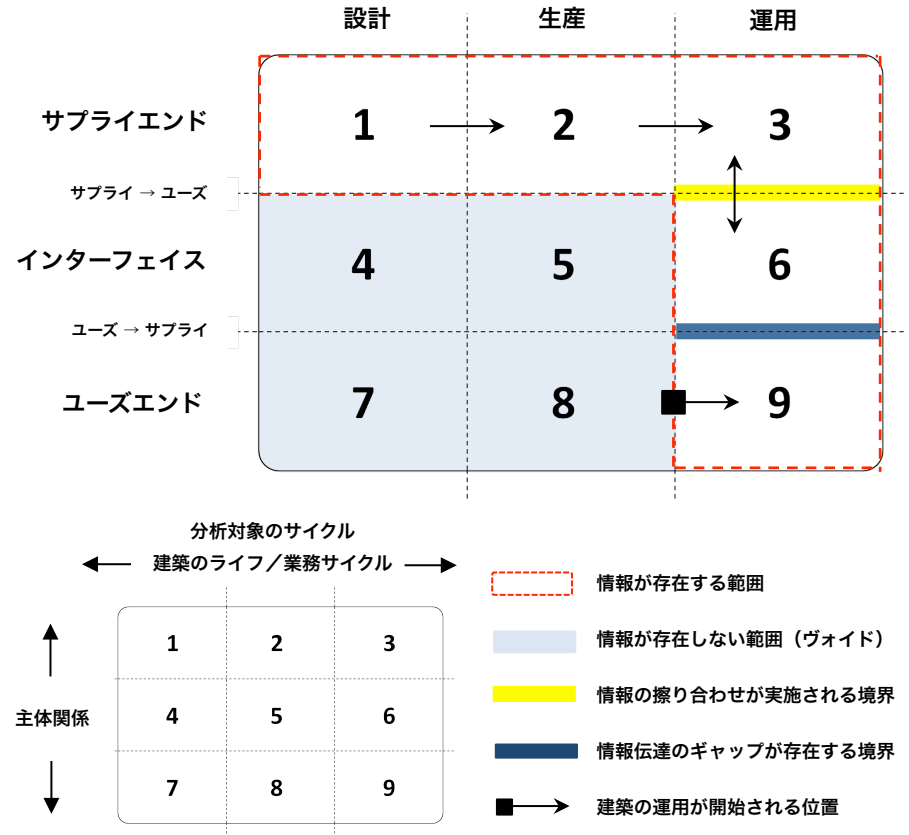 設計 生産 運用
サプライエンド 1 → 2 → 3
サプライ → ユーズ
インターフェイス 4 5 6
ユーズ → サプライ
ユーズエンド 7 8 9
分析対象のサイクル
建築のライフ／業務サイクル
1 2 3
主体関係 4 5 6
7 8 9
情報が存在する範囲
情報が存在しない範囲（ヴォイド）
情報の擦り合わせが実施される境界
情報伝達のギャップが存在する境界
建築の運用が開始される位置